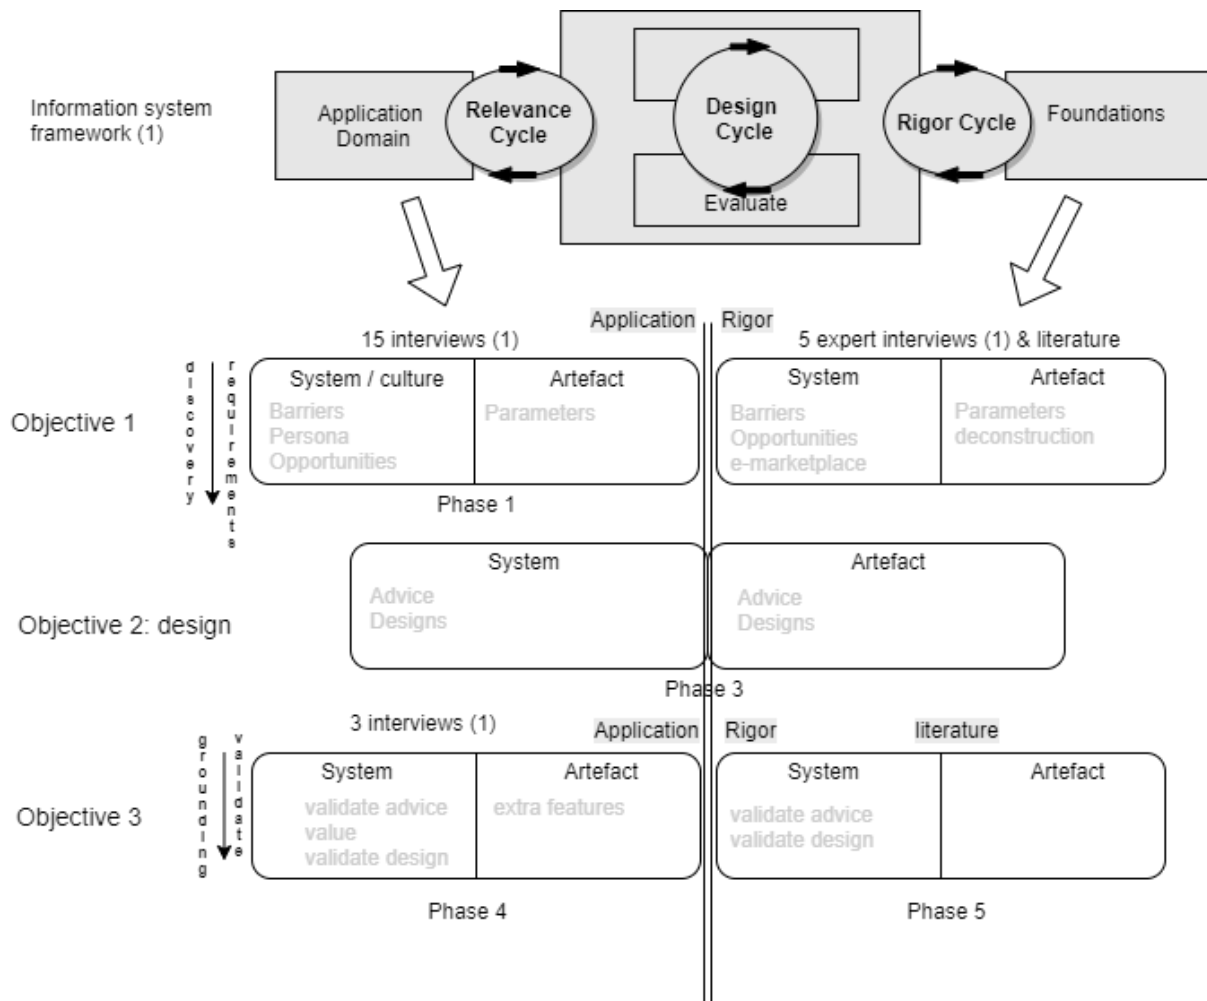 Information system
framework (1)
Application
Domain
Relevance
Cycle
Design
Cycle
Evaluate
Rigor Cycle
Foundations
Application
Rigor
15 interviews (1)
5 expert interviews (1) & literature
Objective 1
discovery
requirements
System / culture
Barriers
Persona
Opportunities
Artefact
Parameters
System
Barriers
Opportunities
e-marketplace
Artefact
Parameters
deconstruction
Phase 1
Objective 2: design
System
Advice
Designs
Artefact
Advice
Designs
Phase 3
3 interviews (1)
Application
Rigor
literature
Objective 3
grounding
validate
System
validate advice
value
validate design
Artefact
extra features
System
validate advice
validate design
Artefact
Phase 4
Phase 5